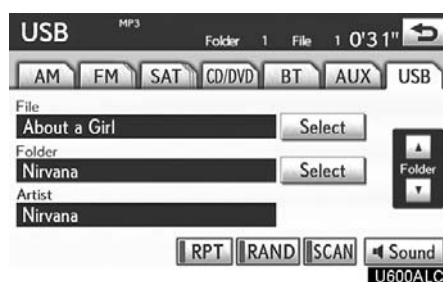 USB MP3 Folder 1 File 1 0'31"
AM FM SAT CD/DVD BT AUX USB
File
About a Girl Select
Folder
Nirvana Select Folder
Artist
Nirvana
RPT RAND SCAN Sound
U600ALC